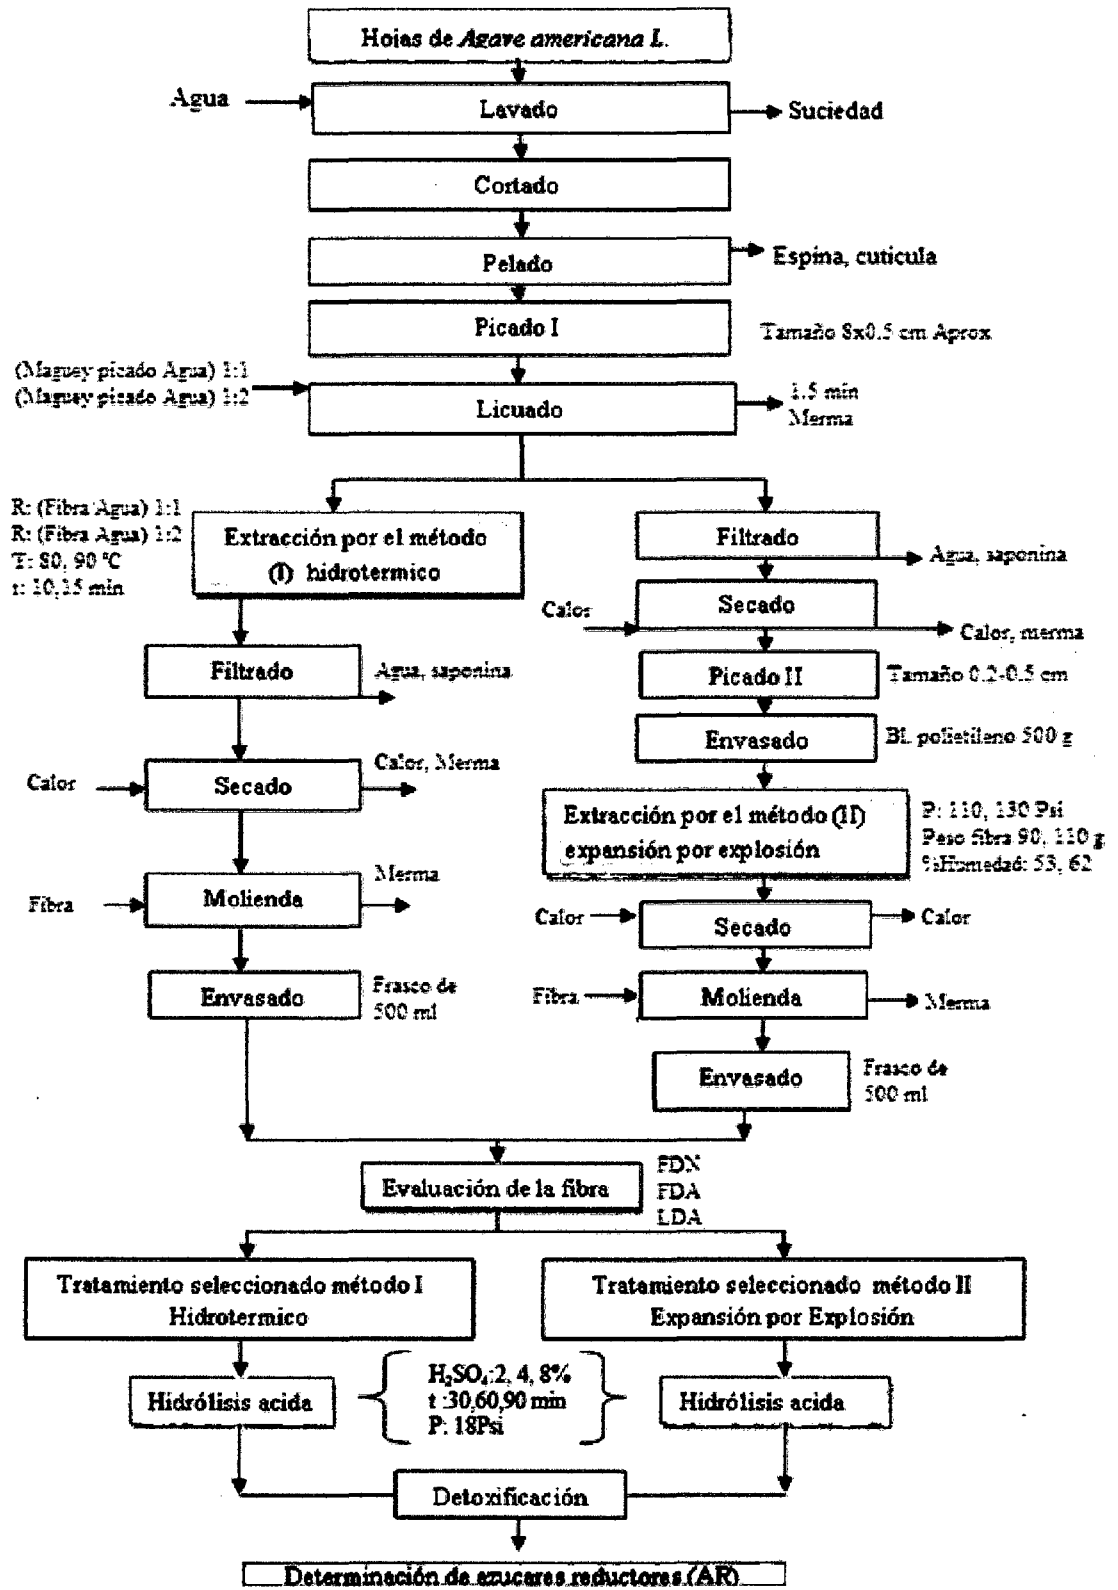 Hojas de Agave americana L.
Agua
Lavado
Suciedad
Cortado
Pelado
Espina, cuticula
Picado I
Tamaño 8x0.5 cm Aprox
(Maguey picado Agua) 1:1
(Maguey picado Agua) 1:2
Licuado
1.5 min
Merma
R: (Fibra Agua) 1:1
R: (Fibra Agua) 1:2
T: 80, 90 °C
t: 10,15 min
Extracción por el método
(I) hidrotermico
Filtrado
Agua, saponina
Calor
Secado
Calor, Merma
Fibra
Molienda
Merma
Envasado
Frasco de
500 ml
Filtrado
Agua, saponina
Calor
Secado
Calor, merma
Picado II
Tamaño 0.2-0.5 cm
Envasado
BL polietileno 500 g
Extracción por el método (II)
expansión por explosión
P: 110, 130 Psi
Peso fibra 90, 110 g.
%Humedad: 53, 62
Calor
Secado
Calor
Fibra
Molienda
Merma
Envasado
Frasco de
500 ml
Evaluación de la fibra
FDN
FDA
LDA
Tratamiento seleccionado método I
Hidrotermico
Tratamiento seleccionado método II
Expansión por Explosión
Hidrólisis acida
H₂SO₄:2, 4, 8%
t :30,60,90 min
P: 18Psi
Hidrólisis acida
Detoxificación
Determinación de azucares reductores (AR)